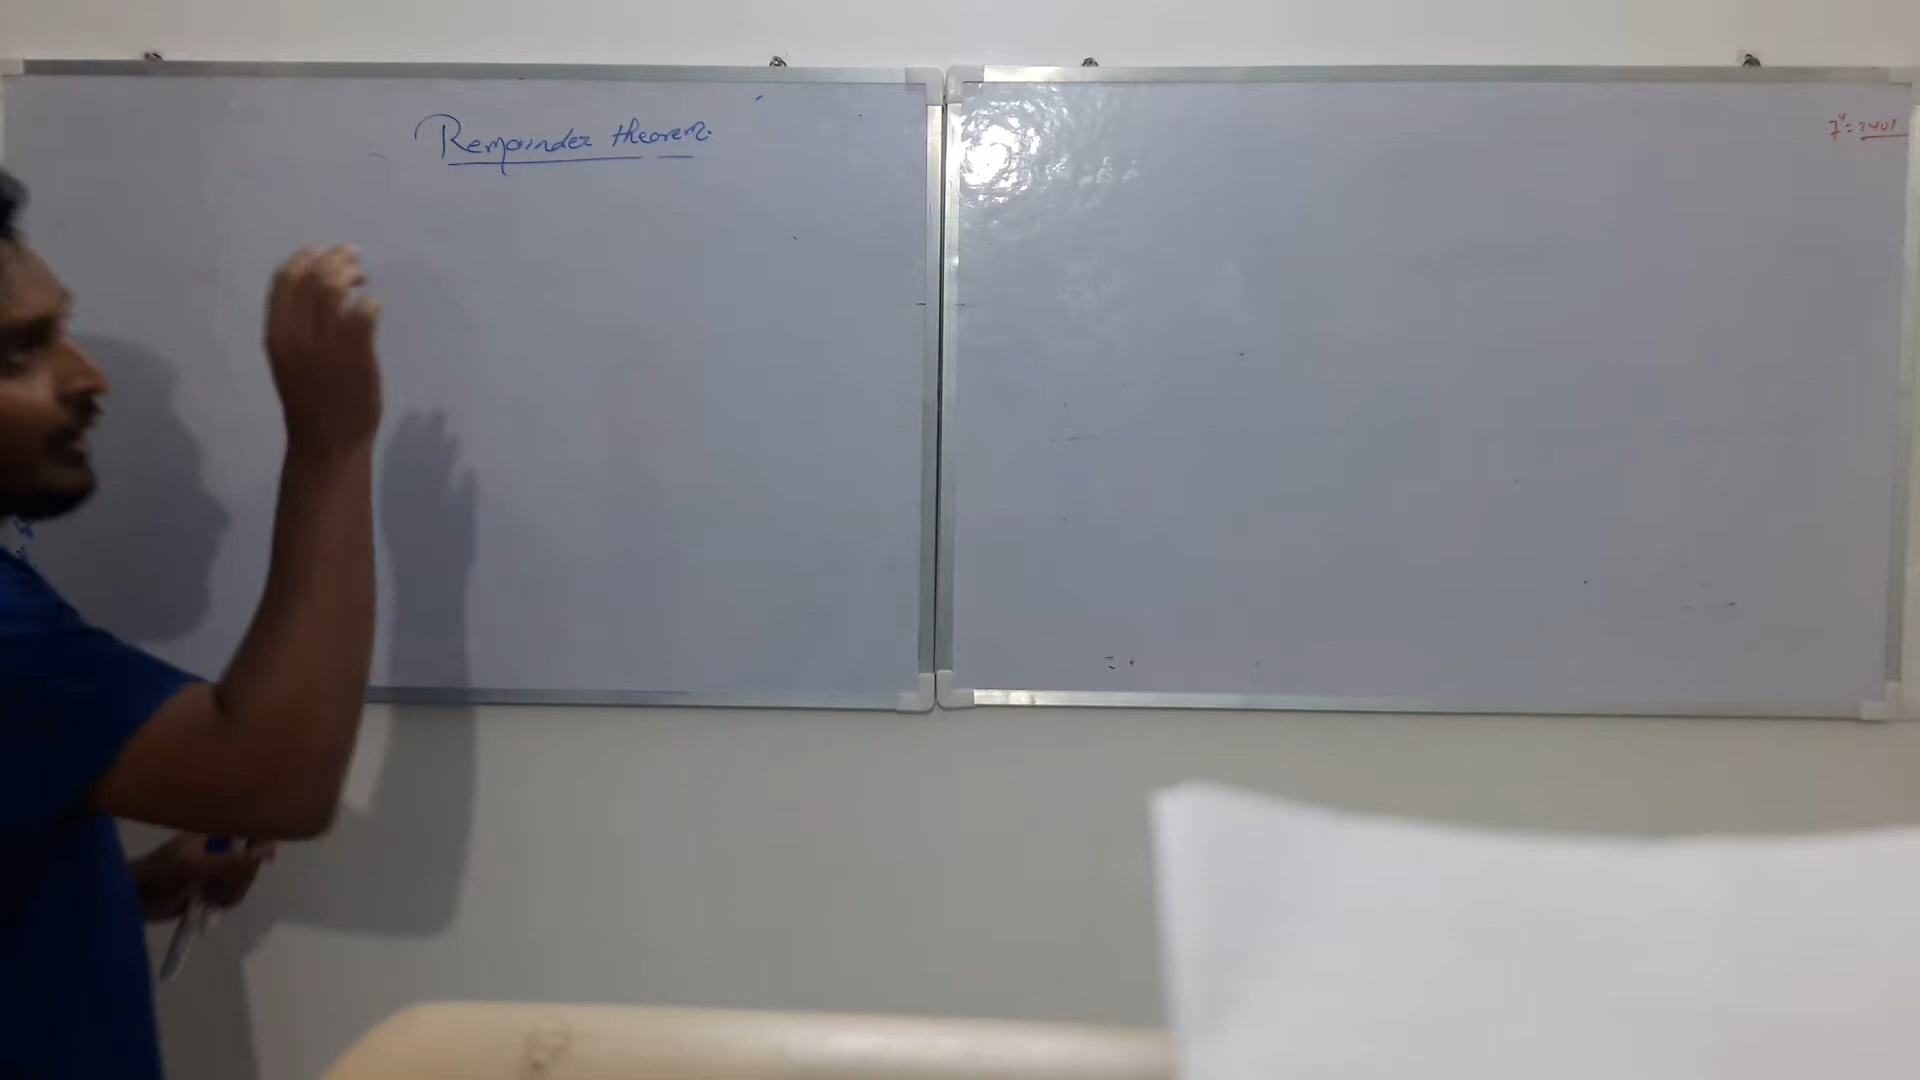 Remainder theorem.
7⁴ = 2401